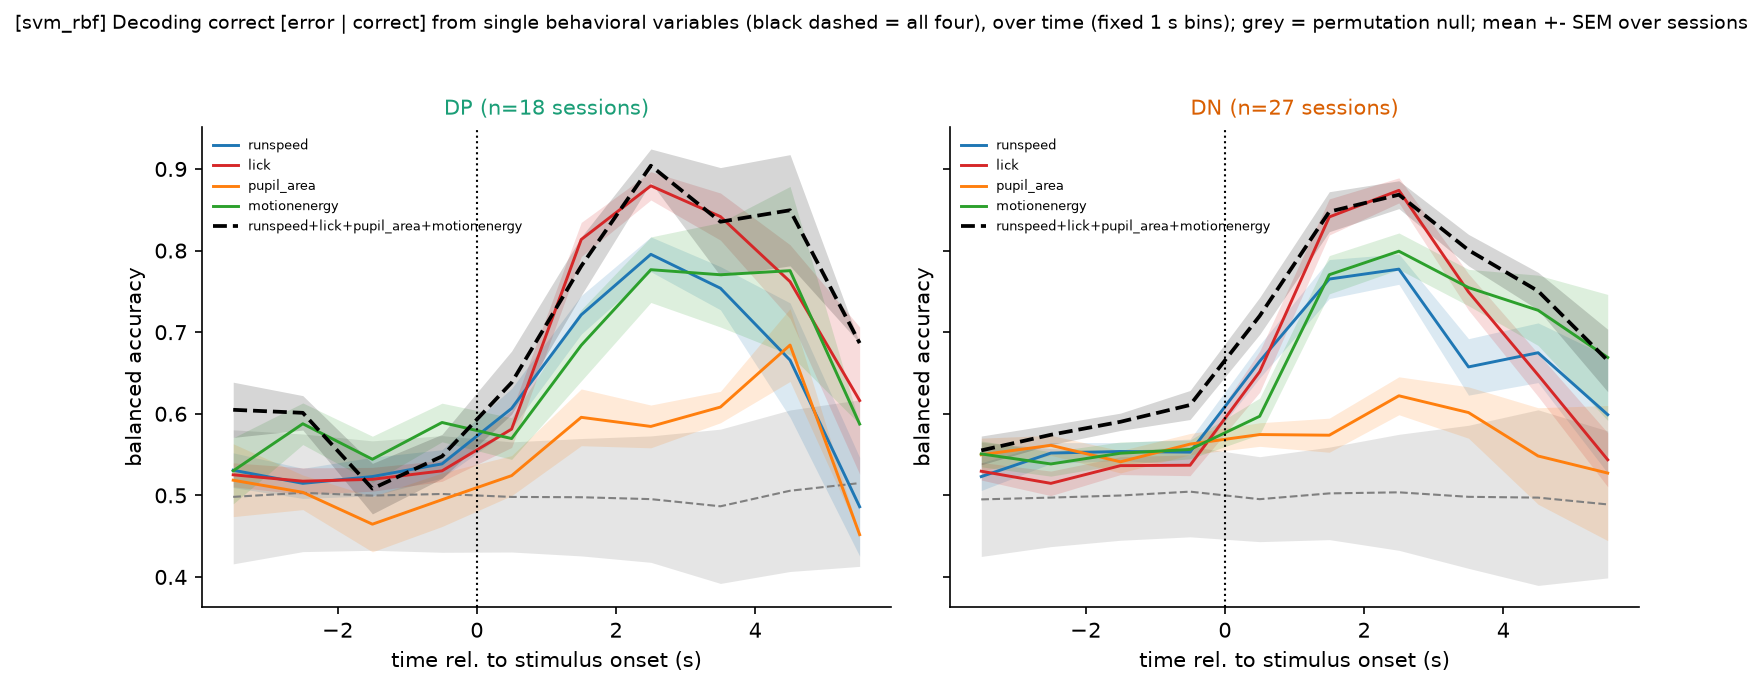 [svm_rbf] Decoding correct [error | correct] from single behavioral variables (black dashed = all four), over time (fixed 1 s bins); grey = permutation null; mean +- SEM over sessions
DP (n=18 sessions)
runspeed
lick
pupil_area
motionenergy
runspeed+lick+pupil_area+motionenergy
balanced accuracy
0.9
0.8
0.7
0.6
0.5
0.4
−2
0
2
4
time rel. to stimulus onset (s)
DN (n=27 sessions)
runspeed
lick
pupil_area
motionenergy
runspeed+lick+pupil_area+motionenergy
balanced accuracy
−2
0
2
4
time rel. to stimulus onset (s)